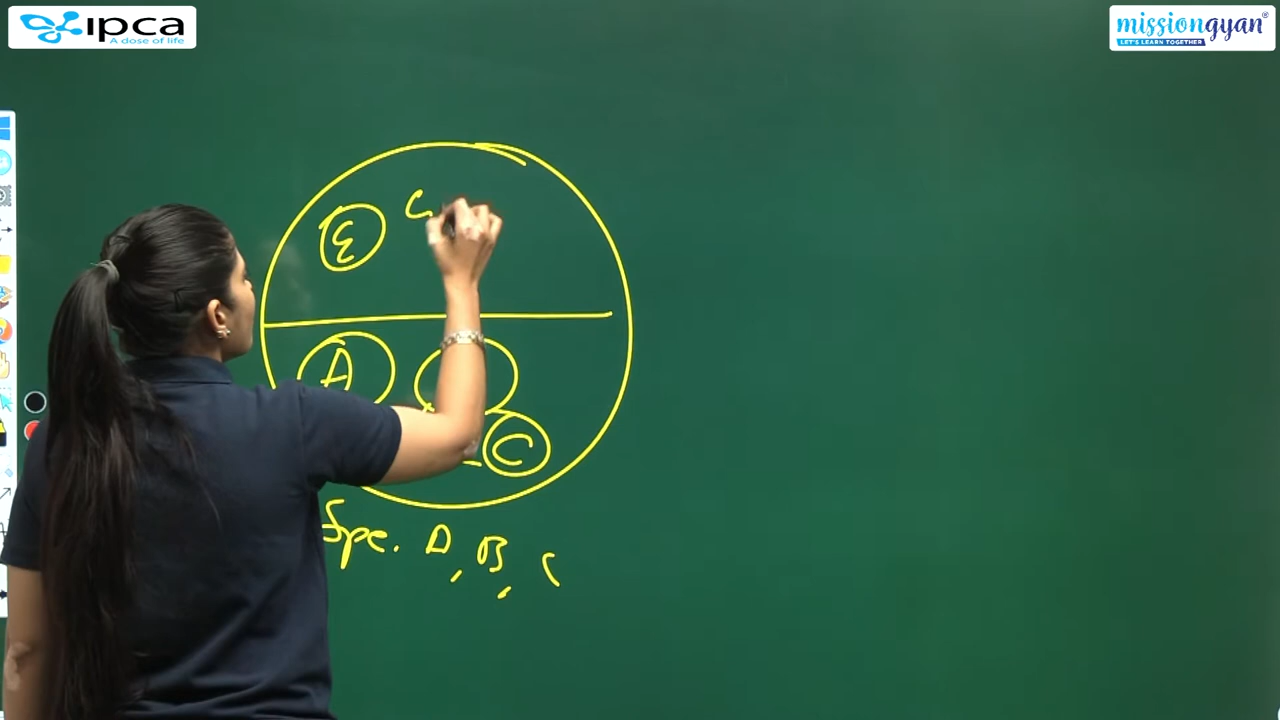 ipca
A dose of life
missiongyan®
LET'S LEARN TOGETHER
E
A
C
Spe. A, B, C